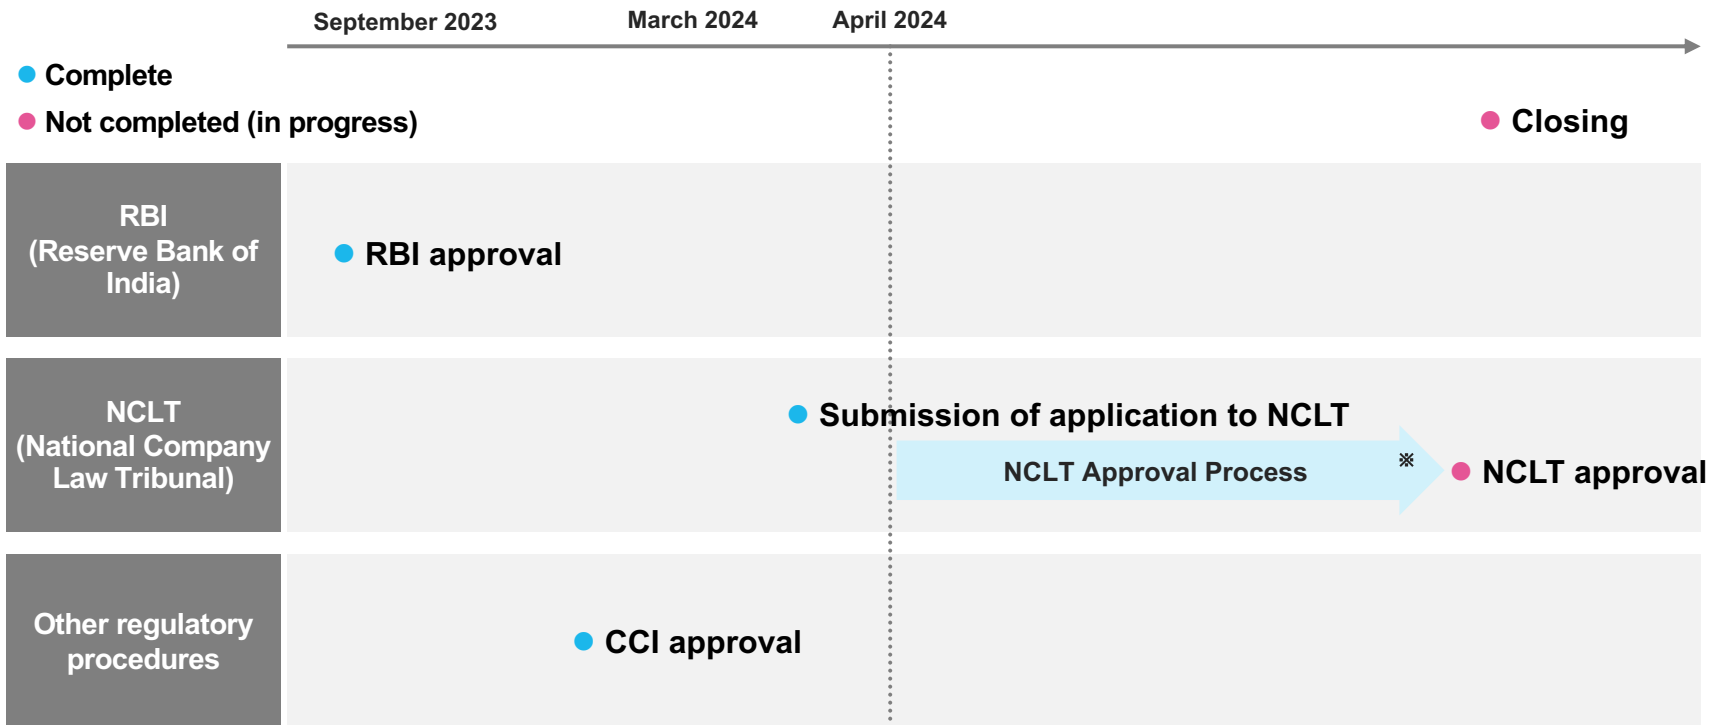 September 2023
March 2024
April 2024
Complete
Not completed (in progress)
Closing
RBI
(Reserve Bank of
India)
RBI approval
NCLT
(National Company
Law Tribunal)
Submission of application to NCLT
NCLT Approval Process ※
NCLT approval
Other regulatory
procedures
CCI approval